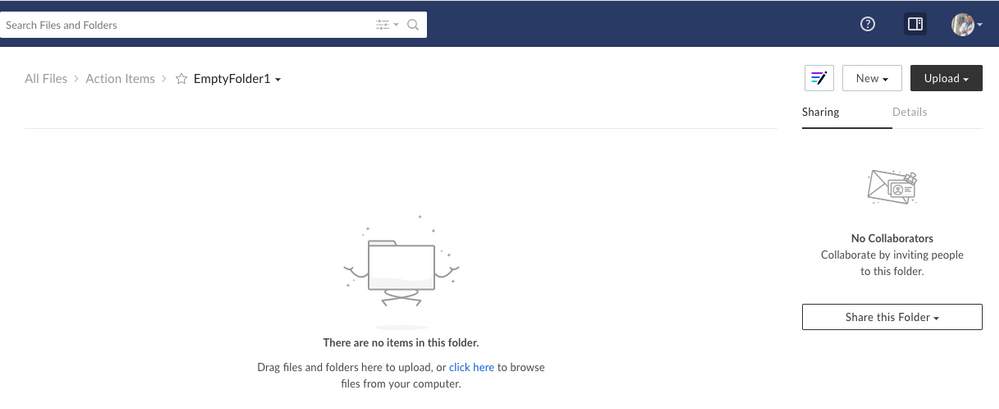 Search Files and Folders
All Files > Action Items > EmptyFolder1
New
Upload
Sharing
Details
No Collaborators
Collaborate by inviting people
to this folder.
Share this Folder
There are no items in this folder.
Drag files and folders here to upload, or click here to browse
files from your computer.